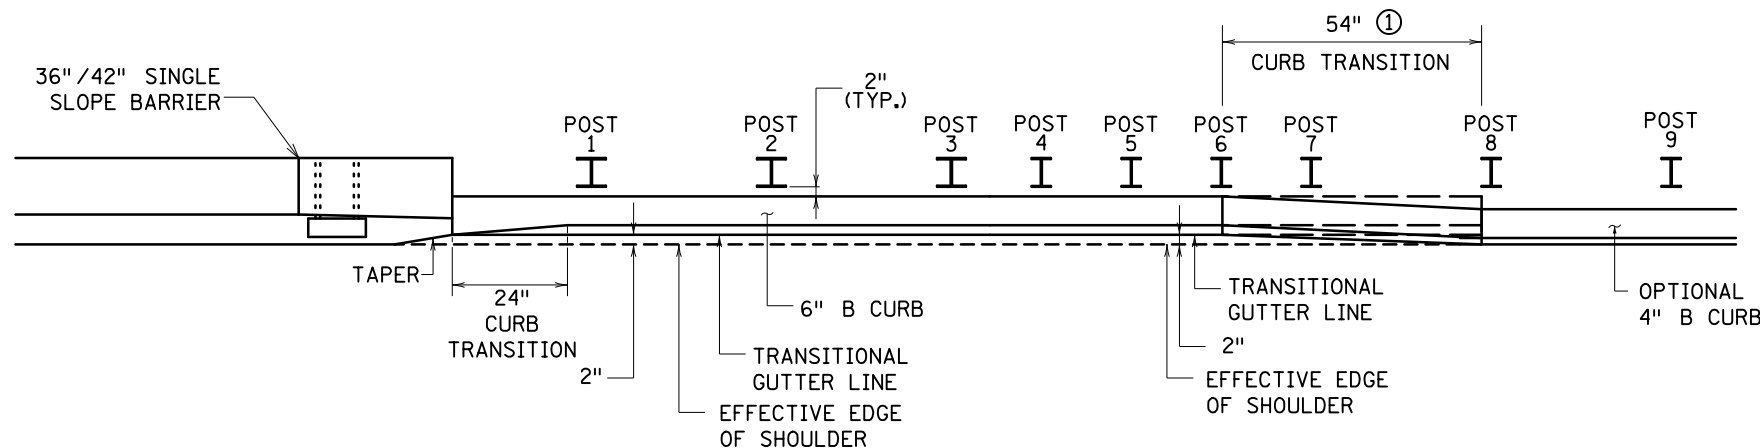 54" ①
CURB TRANSITION
36"/42" SINGLE
SLOPE BARRIER
2"
(TYP.)
POST
1
POST
2
POST
3
POST
4
POST
5
POST
6
POST
7
POST
8
POST
9
TAPER
24"
CURB
TRANSITION
6" B CURB
2"
TRANSITIONAL
GUTTER LINE
EFFECTIVE EDGE
OF SHOULDER
TRANSITIONAL
GUTTER LINE
2"
EFFECTIVE EDGE
OF SHOULDER
OPTIONAL
4" B CURB